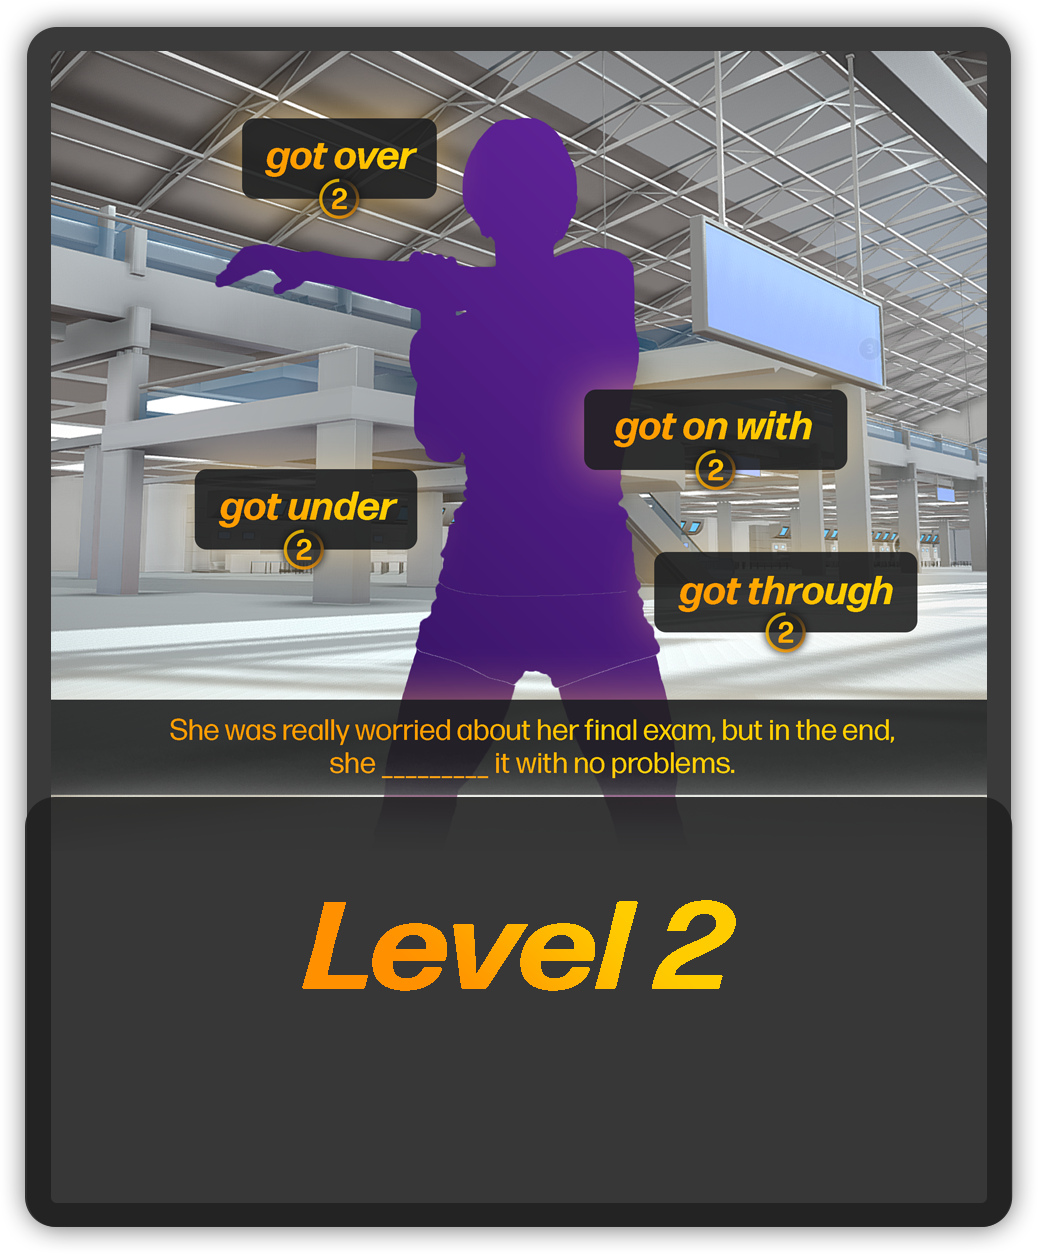 got over
2
got on with
2
got under
2
got through
2
She was really worried about her final exam, but in the end,
she _________ it with no problems.
Level 2